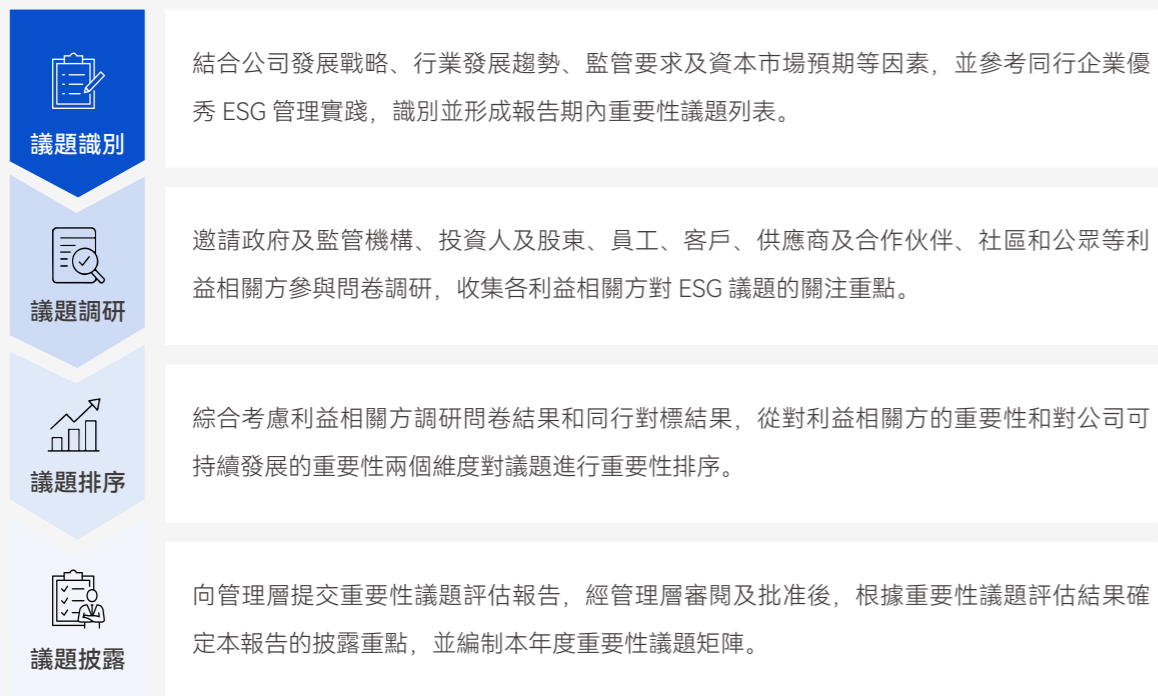 議題識別
結合公司發展戰略、行業發展趨勢、監管要求及資本市場預期等因素，並參考同行企業優
秀 ESG 管理實踐，識別並形成報告期內重要性議題列表。
議題調研
邀請政府及監管機構、投資人及股東、員工、客戶、供應商及合作伙伴、社區和公眾等利
益相關方參與問卷調研，收集各利益相關方對 ESG 議題的關注重點。
議題排序
綜合考慮利益相關方調研問卷結果和同行對標結果，從對利益相關方的重要性和對公司可
持續發展的重要性兩個維度對議題進行重要性排序。
議題披露
向管理層提交重要性議題評估報告，經管理層審閱及批准後，根據重要性議題評估結果確
定本報告的披露重點，並編制本年度重要性議題矩陣。